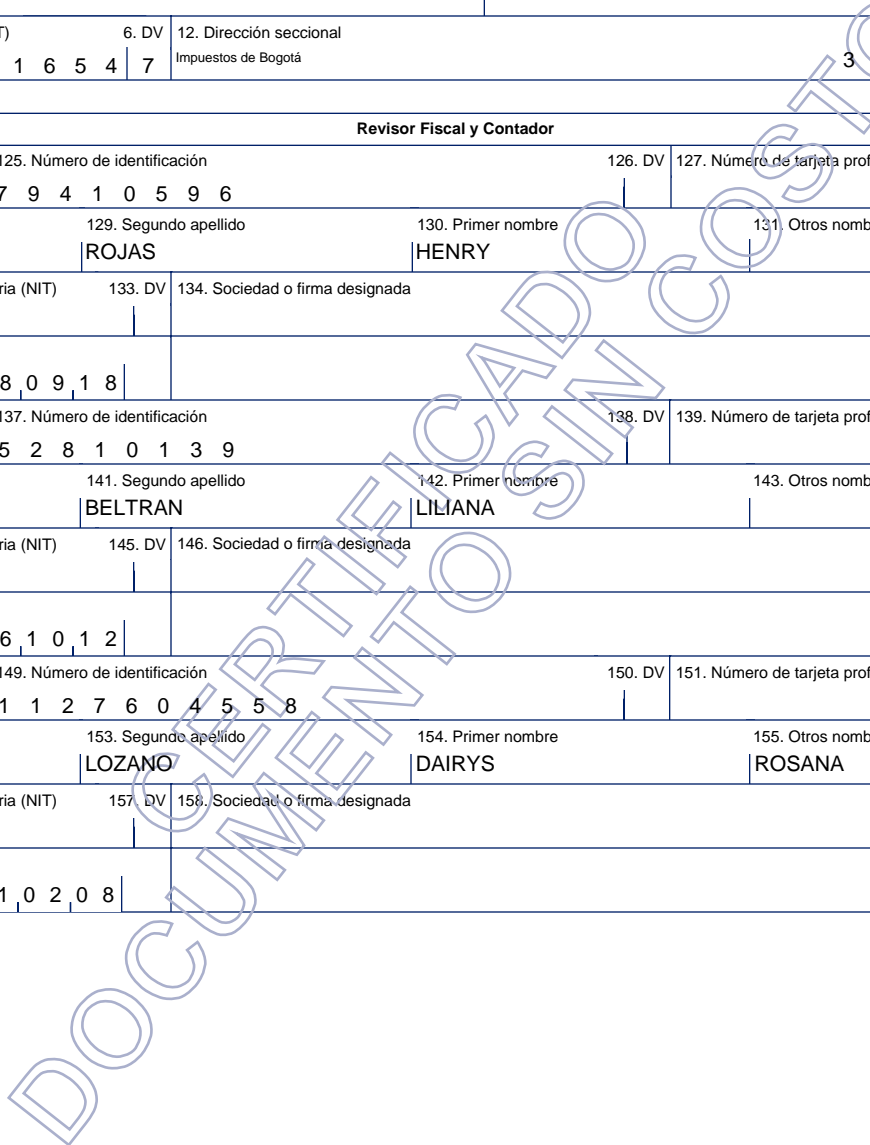 T) 6. DV 12. Dirección seccional
1 6 5 4 7 Impuestos de Bogotá 3
Revisor Fiscal y Contador
125. Número de identificación 126. DV 127. Número de tarjeta prof
7 9 4 1 0 5 9 6
129. Segundo apellido 130. Primer nombre 131. Otros nomb
ROJAS HENRY
ria (NIT) 133. DV 134. Sociedad o firma designada
8 0 9 1 8
137. Número de identificación 138. DV 139. Número de tarjeta prof
5 2 8 1 0 1 3 9
141. Segundo apellido 142. Primer nombre 143. Otros nomb
BELTRAN LILIANA
ria (NIT) 145. DV 146. Sociedad o firma designada
6 1 0 1 2
149. Número de identificación 150. DV 151. Número de tarjeta prof
1 1 2 7 6 0 4 5 5 8
153. Segundo apellido 154. Primer nombre 155. Otros nomb
LOZANO DAIRYS ROSANA
ria (NIT) 157. DV 158. Sociedad o firma designada
1 0 2 0 8
CERTIFICADO
DOCUMENTO SIN COSTO